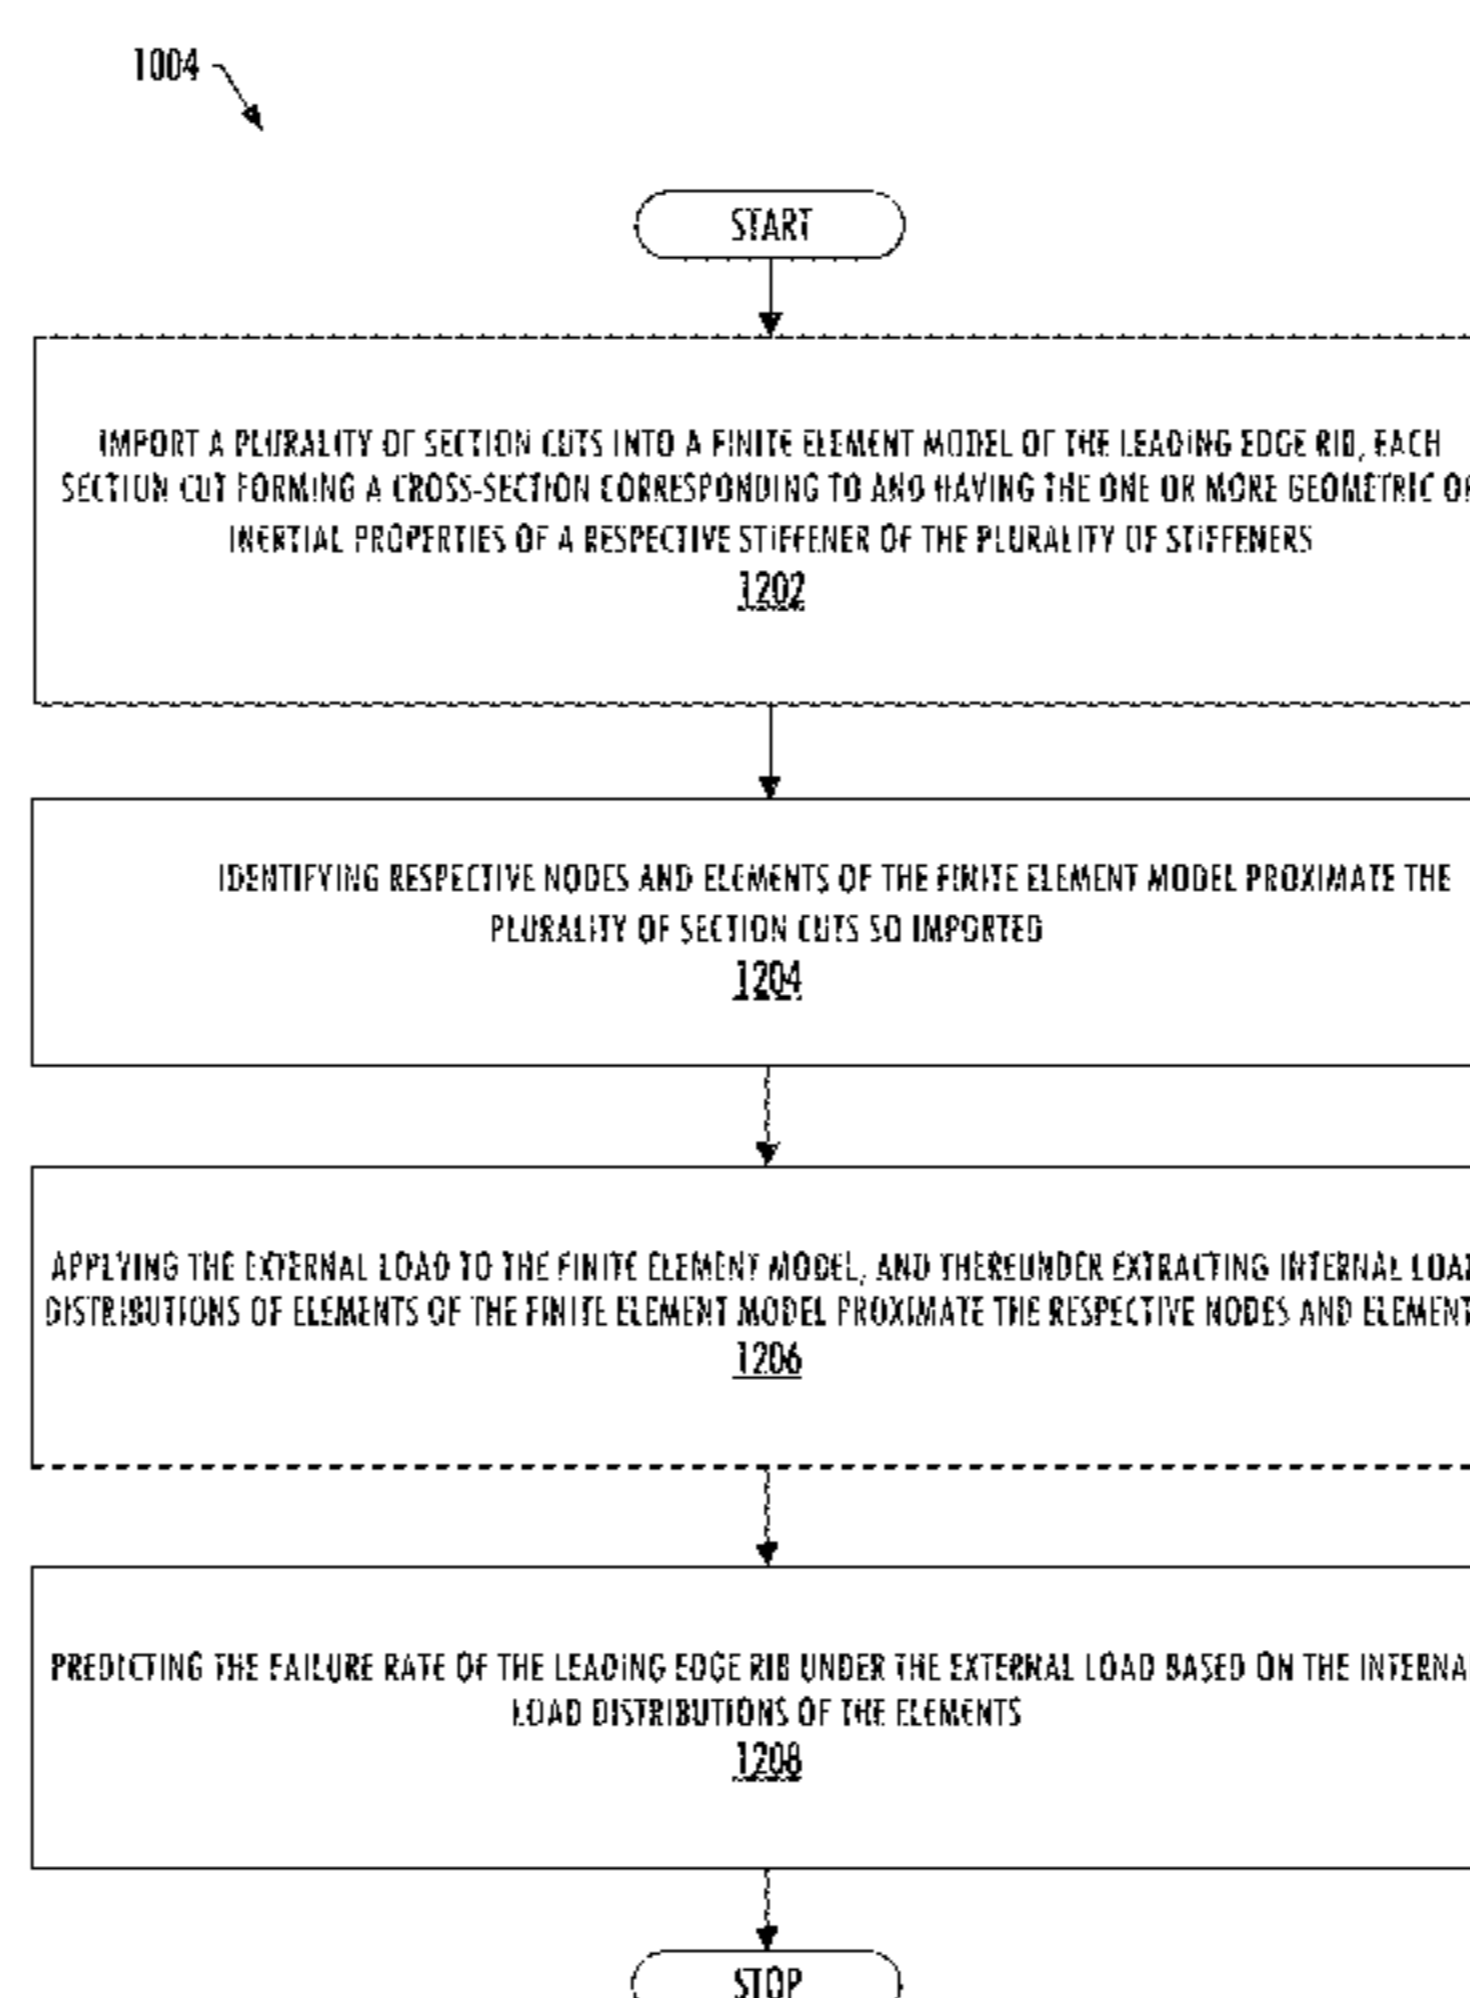 1004
START
IMPORT A PLURALITY OF SECTION CUTS INTO A FINITE ELEMENT MODEL OF THE LEADING EDGE RIB, EACH
SECTION CUT FORMING A CROSS-SECTION CORRESPONDING TO AND HAVING THE ONE OR MORE GEOMETRIC
INERTIAL PROPERTIES OF A RESPECTIVE STIFFENER OF THE PLURALITY OF STIFFENERS
1202
IDENTIFYING RESPECTIVE NODES AND ELEMENTS OF THE FINITE ELEMENT MODEL PROXIMATE THE
PLURALITY OF SECTION CUTS SO IMPORTED
1204
APPLYING THE EXTERNAL LOAD TO THE FINITE ELEMENT MODEL, AND THEREUNDER EXTRACTING INTERNAL
DISTRIBUTIONS OF ELEMENTS OF THE FINITE ELEMENT MODEL PROXIMATE THE RESPECTIVE NODES AND ELEMENT
1206
PREDICTING THE FAILURE RATE OF THE LEADING EDGE RIB UNDER THE EXTERNAL LOAD BASED ON THE INTERNA
LOAD DISTRIBUTIONS OF THE ELEMENTS
1208
STOP